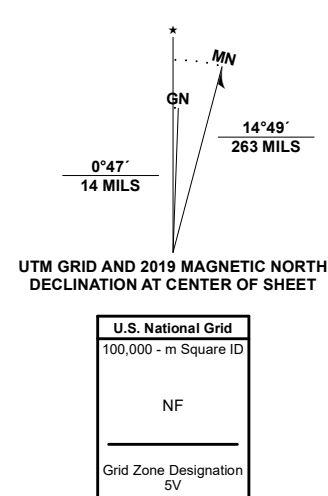 ★
MN
GN
14°49´
263 MILS
0°47´
14 MILS
UTM GRID AND 2019 MAGNETIC NORTH
DECLINATION AT CENTER OF SHEET
U.S. National Grid
100,000 - m Square ID
NF
Grid Zone Designation
5V